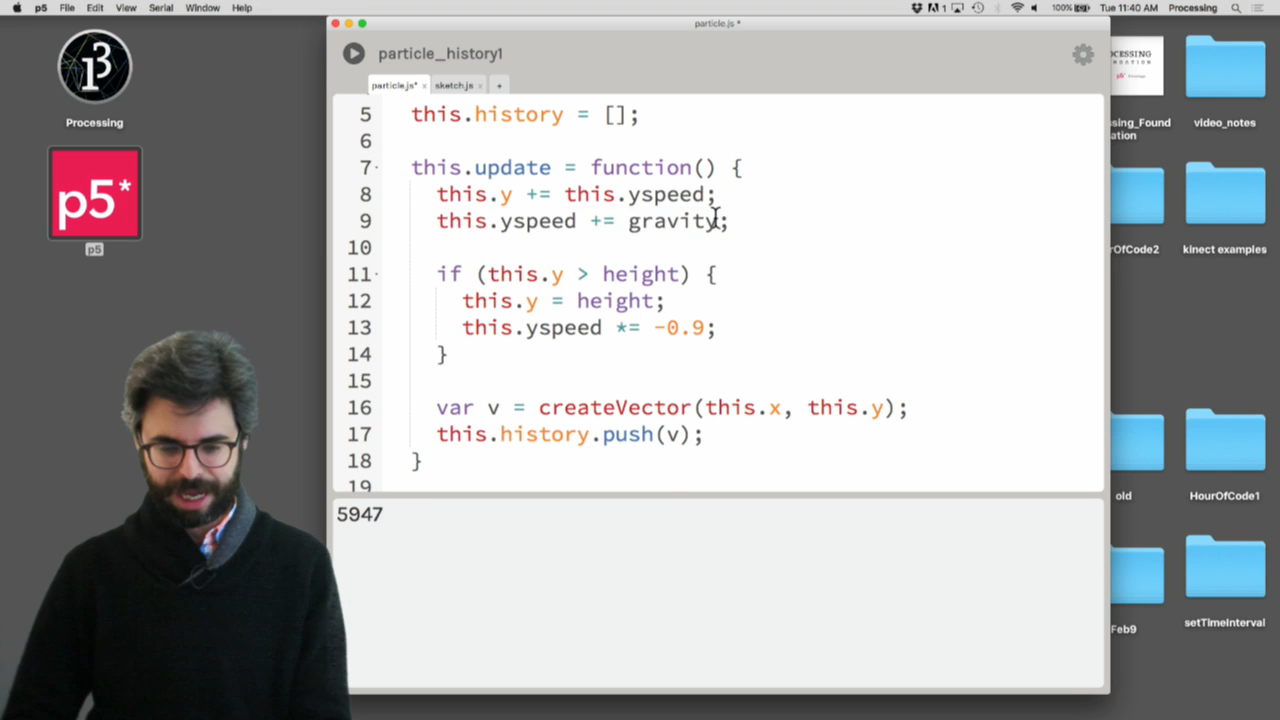 p5 File Edit View Serial Window Help
1 100% Tue 11:40 AM Processing
particle.js *
particle_history1
particle.js* x sketch.js x +
5 this.history = [];
6
7 this.update = function() {
8 this.y += this.yspeed;
9 this.yspeed += gravity;
10
11 if (this.y > height) {
12 this.y = height;
13 this.yspeed *= -0.9;
14 }
15
16 var v = createVector(this.x, this.y);
17 this.history.push(v);
18 }
19
5947
13
Processing
p5*
p5
video_notes
kinect examples
old
HourOfCode1
Feb9
setTimeInterval